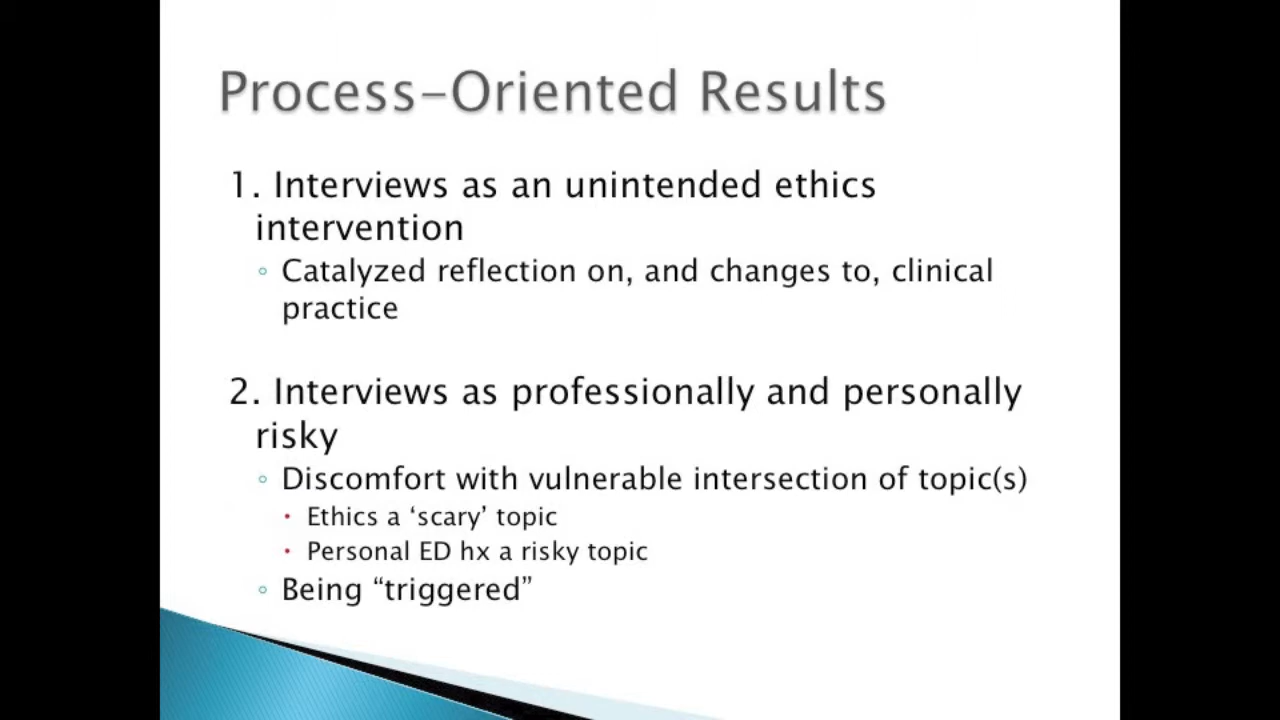 Process-Oriented Results
1. Interviews as an unintended ethics
intervention
◦ Catalyzed reflection on, and changes to, clinical
practice
2. Interviews as professionally and personally
risky
◦ Discomfort with vulnerable intersection of topic(s)
• Ethics a ‘scary’ topic
• Personal ED hx a risky topic
◦ Being “triggered”